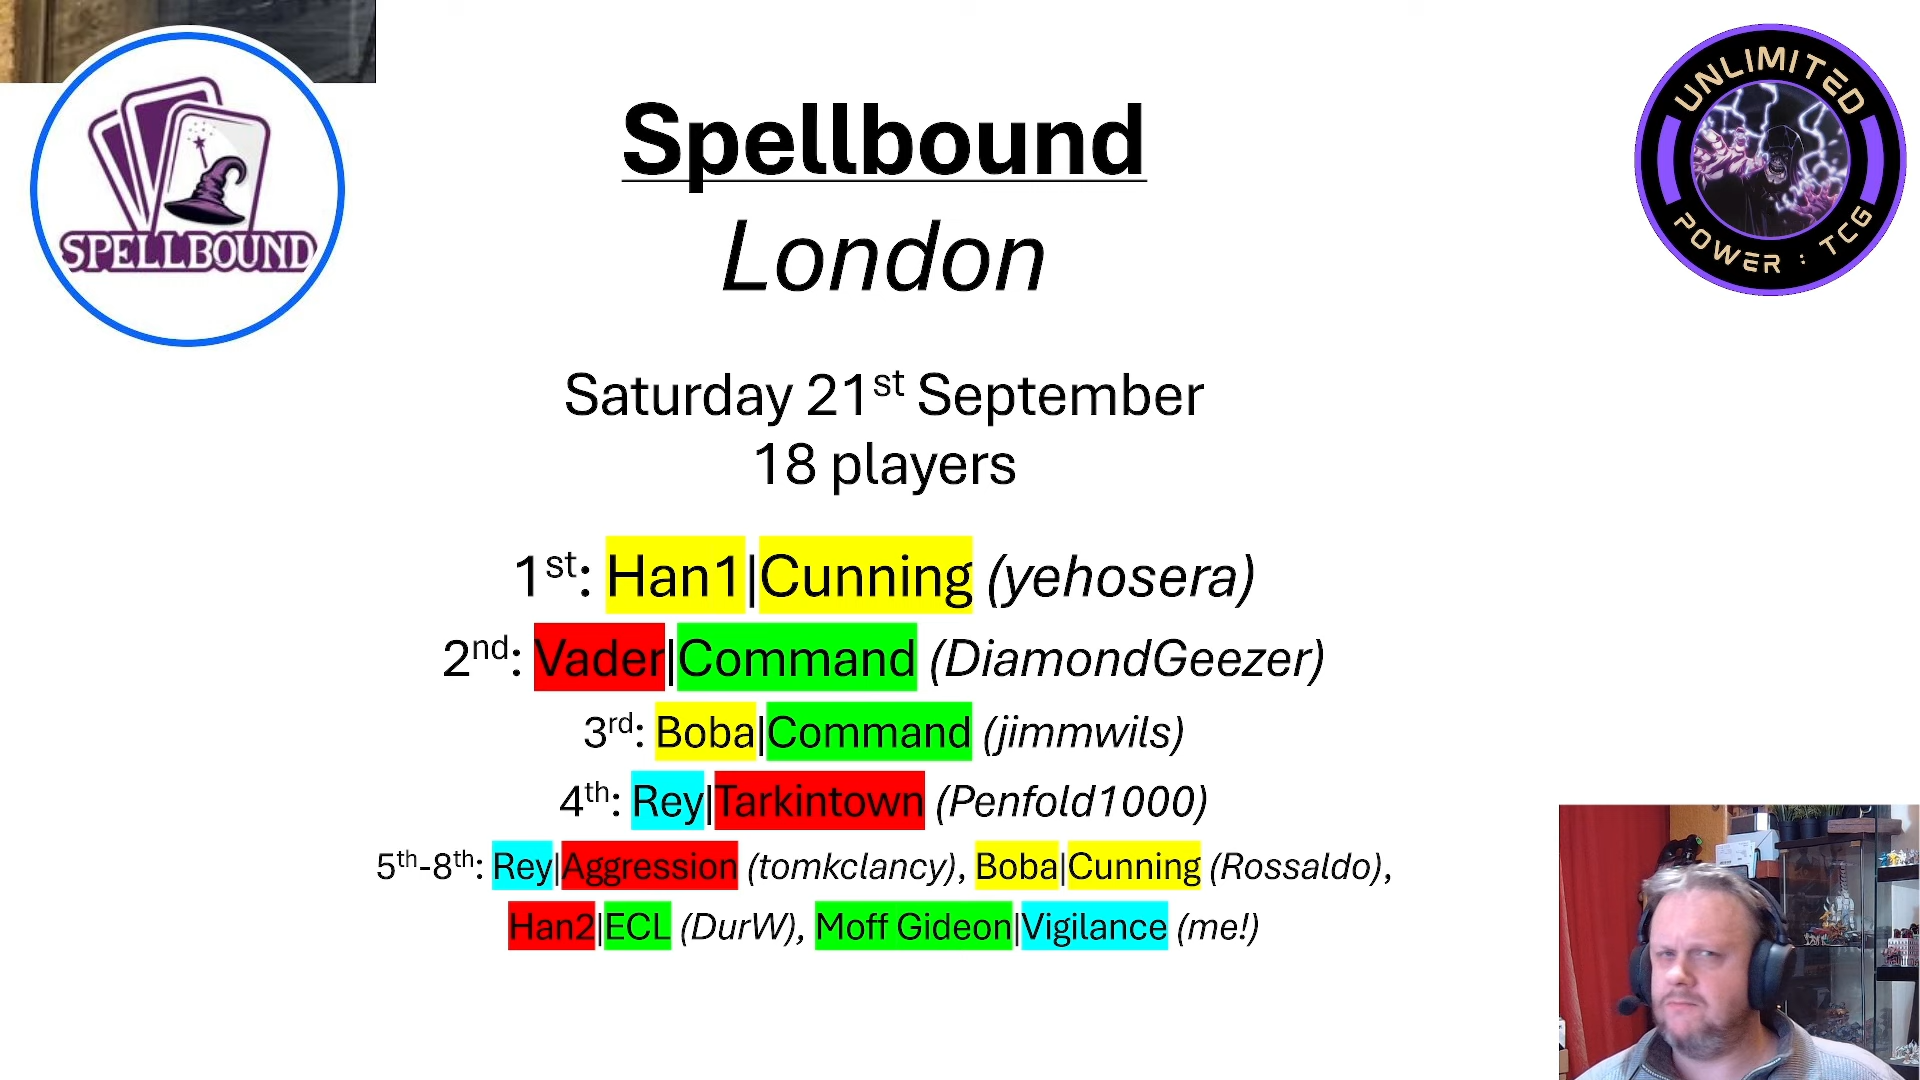 SPELLBOUND
UNLIMITED
POWER : TCG
Spellbound
London
Saturday 21st September
18 players
1st: Han1|Cunning (yehosera)
2nd: Vader|Command (DiamondGeezer)
3rd: Boba|Command (jimmwils)
4th: Rey|Tarkintown (Penfold1000)
5th-8th: Rey|Aggression (tomkclancy), Boba|Cunning (Rossaldo),
Han2|ECL (DurW), Moff Gideon|Vigilance (me!)